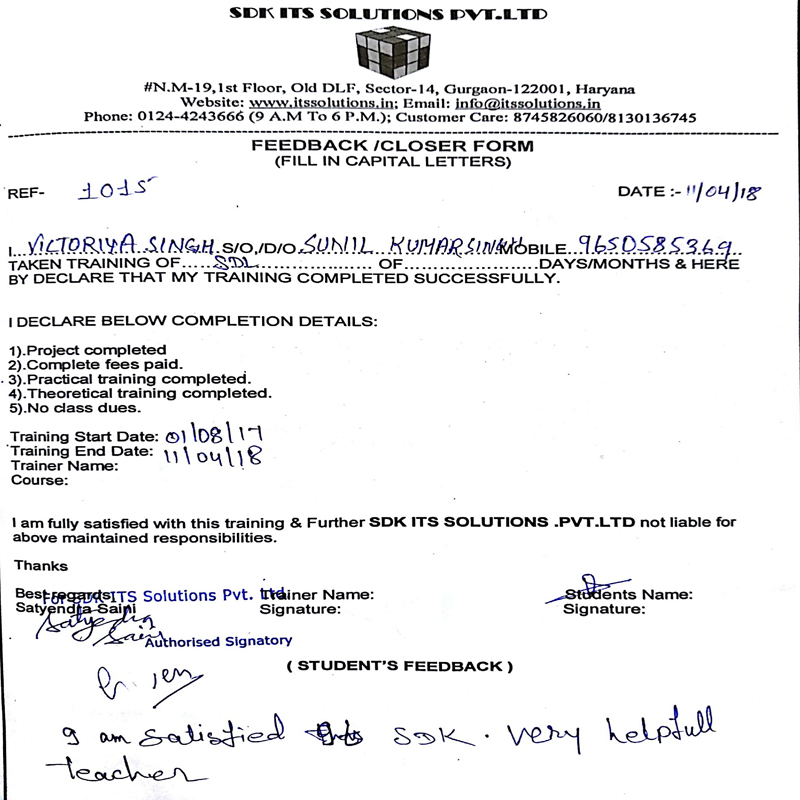 SDK ITS SOLUTIONS PVT.LTD
#N.M-19,1st Floor, Old DLF, Sector-14, Gurgaon-122001, Haryana
Website: www.itssolutions.in; Email: info@itssolutions.in
Phone: 0124-4243666 (9 A.M To 6 P.M.); Customer Care: 8745826060/8130136745
FEEDBACK /CLOSER FORM
(FILL IN CAPITAL LETTERS)
REF- 1015 DATE :- 11/04/18
I...VICTORIYA SINGH.S/O,/D/O.SUNIL KUMAR SINGH MOBILE.9650585369
TAKEN TRAINING OF.....SDL..................... OF........................DAYS/MONTHS & HERE
BY DECLARE THAT MY TRAINING COMPLETED SUCCESSFULLY.
I DECLARE BELOW COMPLETION DETAILS:
1).Project completed
2).Complete fees paid.
3).Practical training completed.
4).Theoretical training completed.
5).No class dues.
Training Start Date: 01/08/17
Training End Date: 11/04/18
Trainer Name:
Course:
I am fully satisfied with this training & Further SDK ITS SOLUTIONS .PVT.LTD not liable for
above maintained responsibilities.
Thanks
Best regards, Trainer Name: Students Name:
For SDK ITS Solutions Pvt. Ltd.
Satyendra Saini Signature: Signature:
Satyendra
Saini
Authorised Signatory
( STUDENT'S FEEDBACK )
I am satisfied SDK . very helpfull
teacher